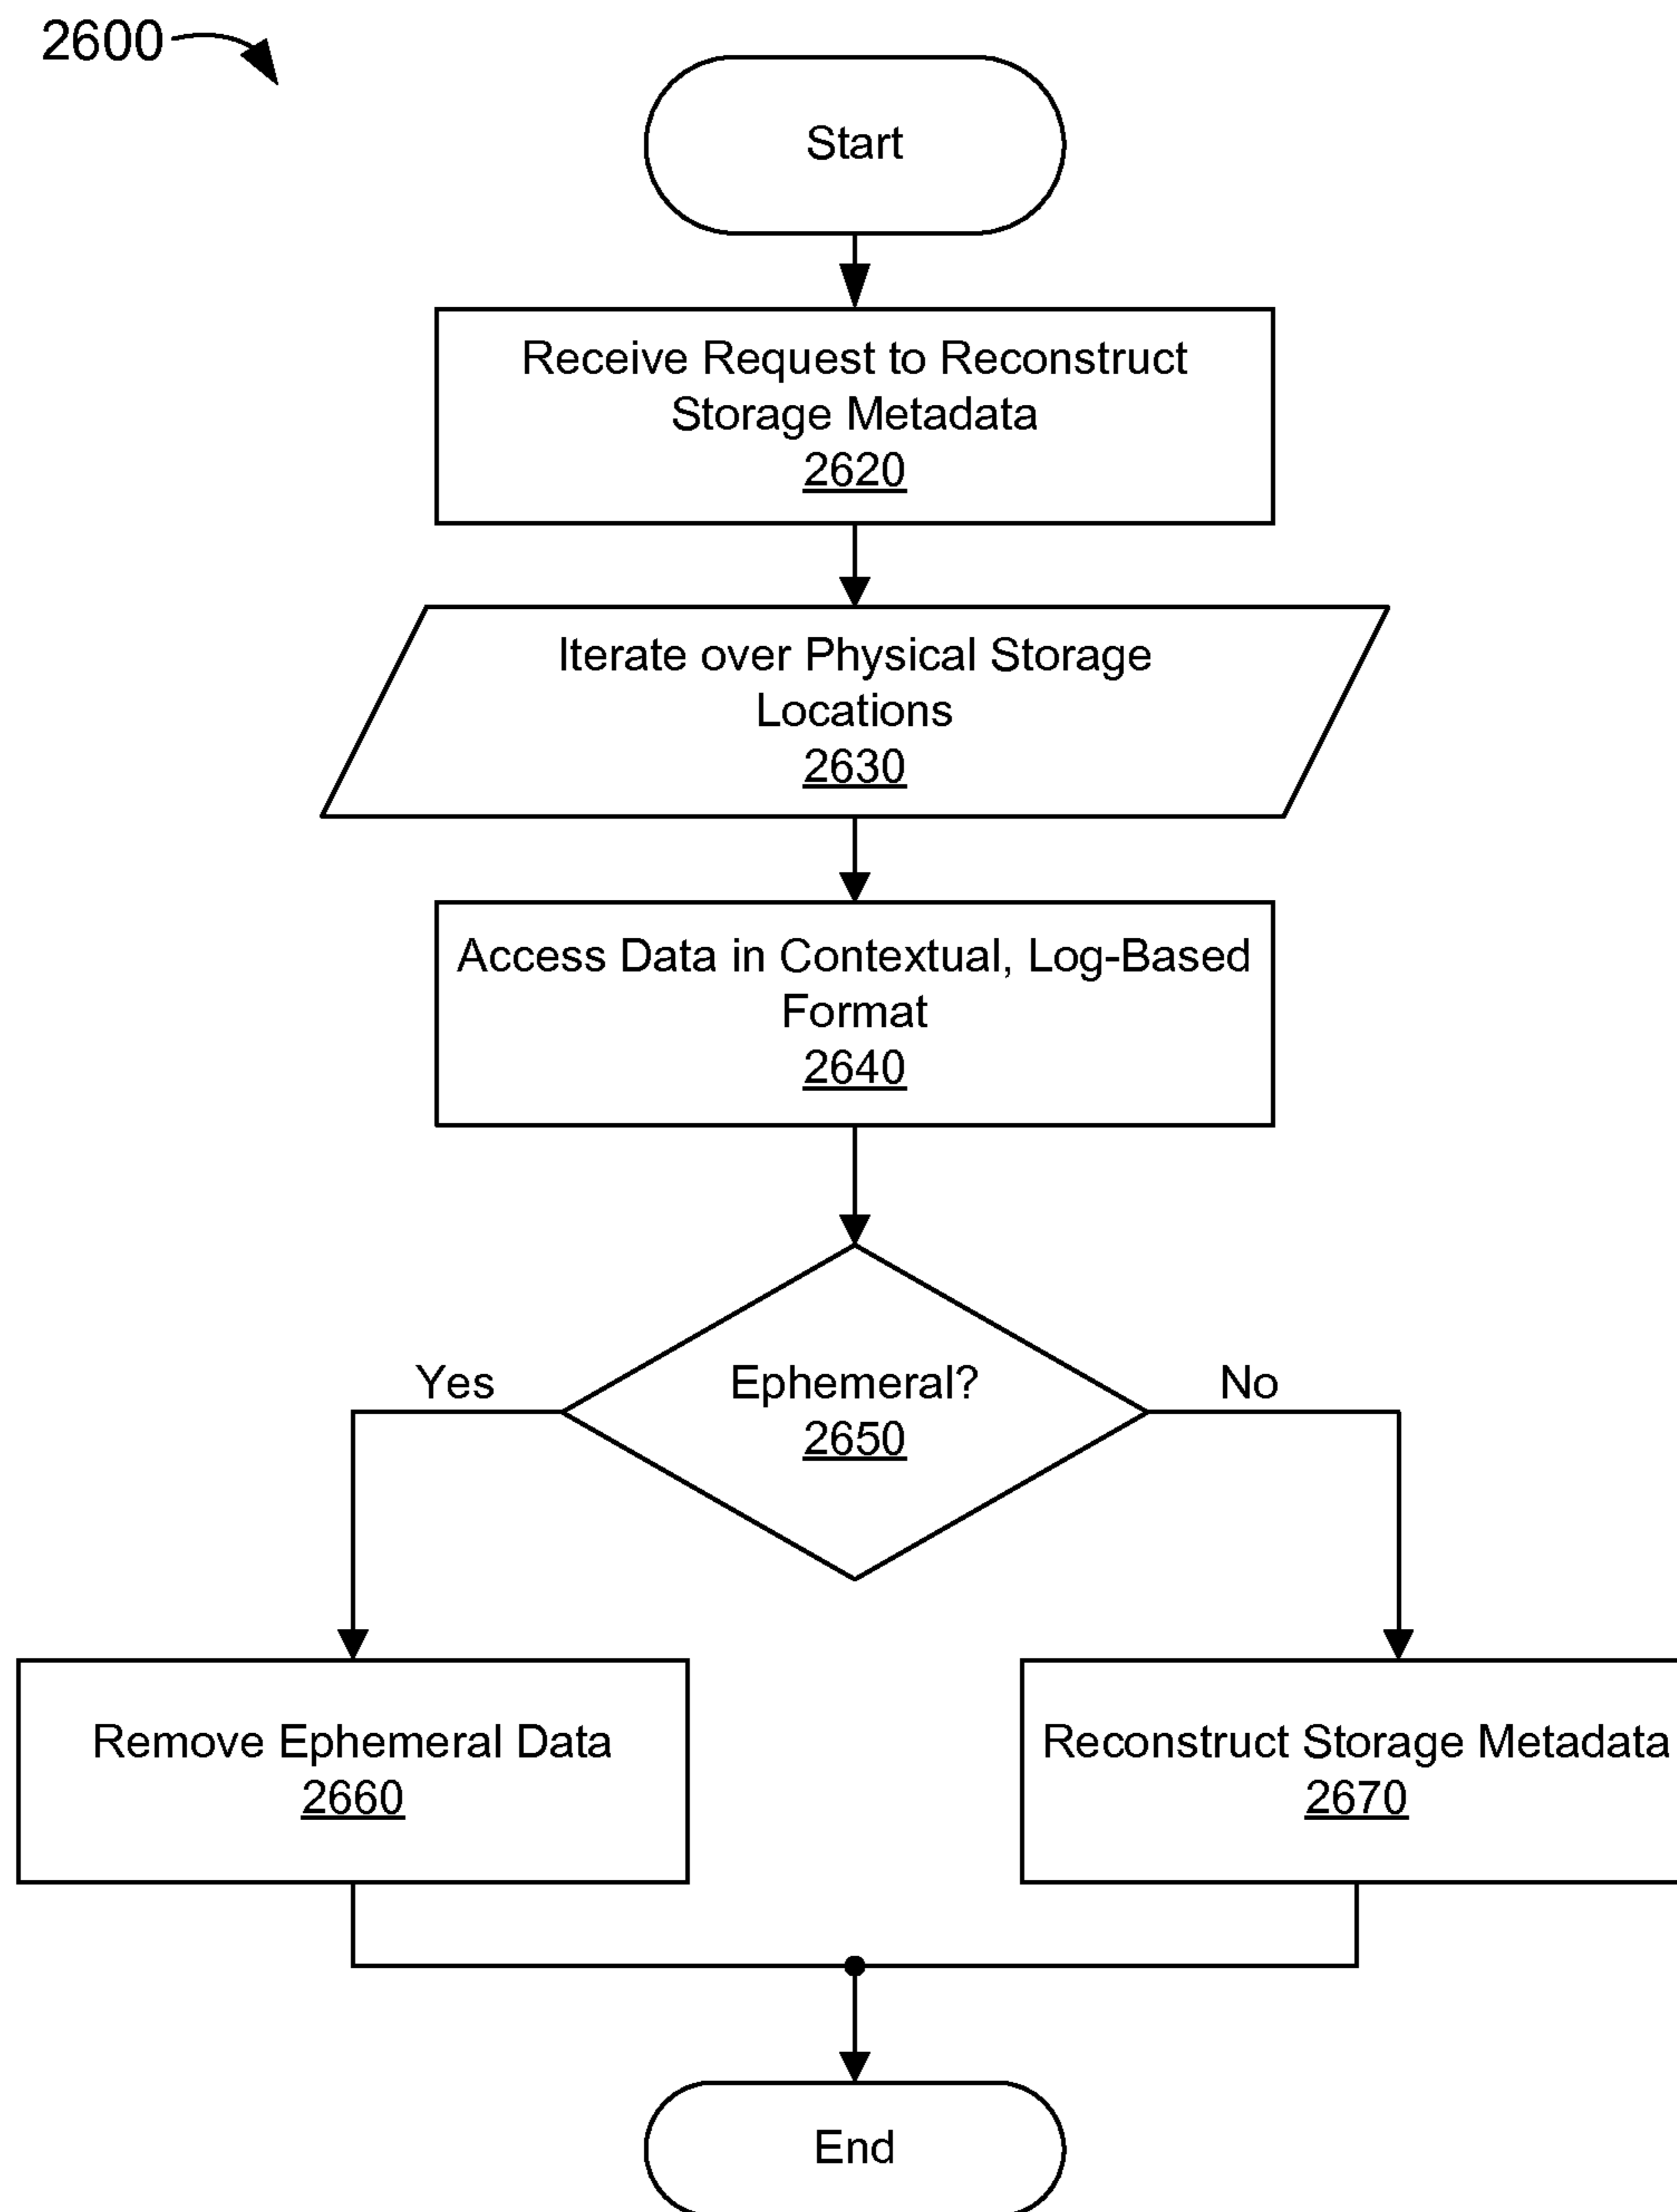 2600
Start
Receive Request to Reconstruct
Storage Metadata
2620
Iterate over Physical Storage
Locations
2630
Access Data in Contextual, Log-Based
Format
2640
Yes
Ephemeral?
No
2650
Remove Ephemeral Data
2660
Reconstruct Storage Metadata
2670
End